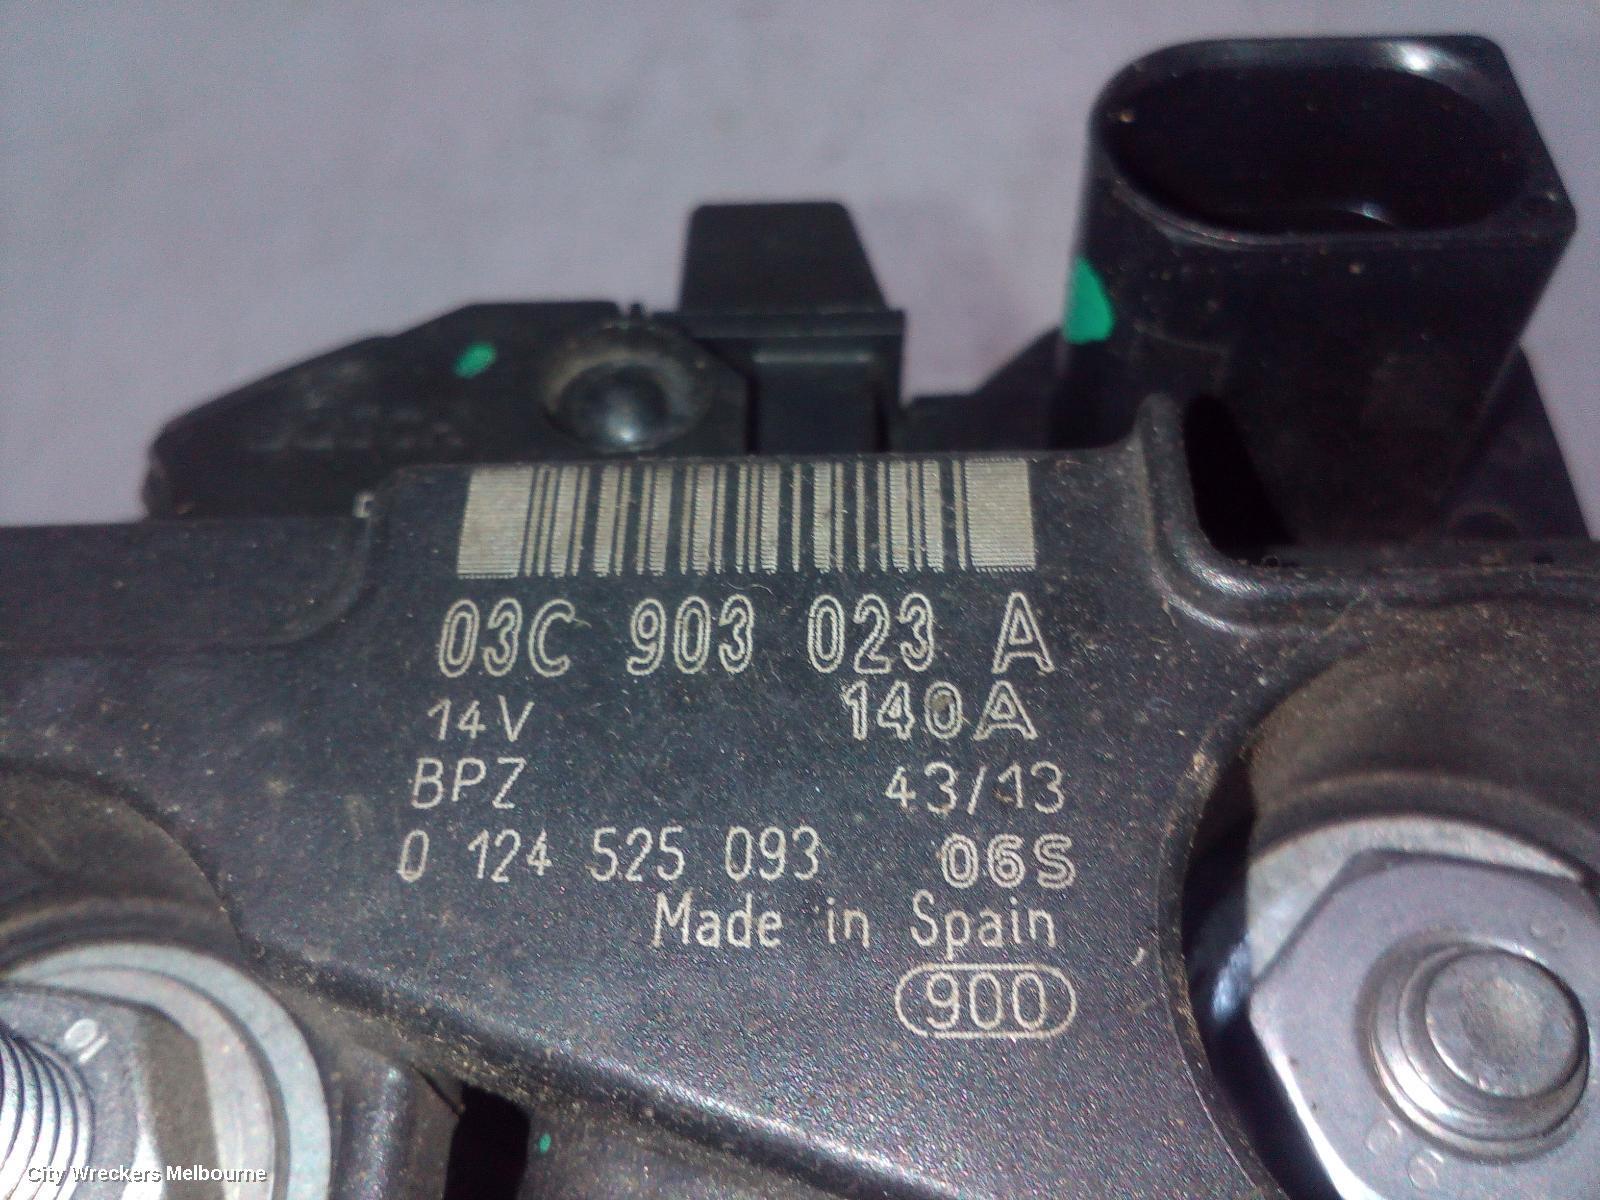 03C 903 023 A
14V 140A
BPZ 43/13
0 124 525 093 06S
Made in Spain
900
City Wreckers Melbourne